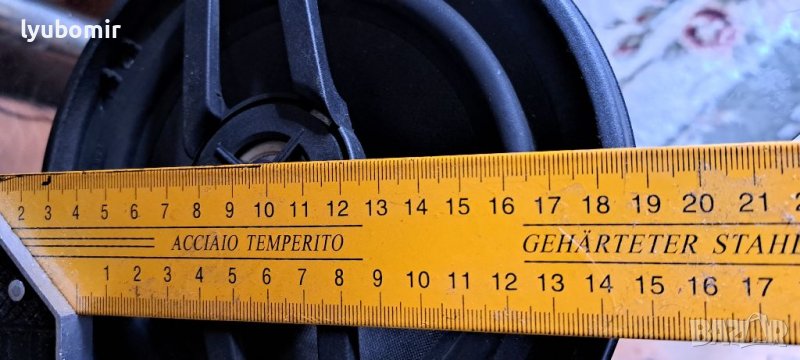 lyubomir
2 3 4 5 6 7 8 9 10 11 12 13 14 15 16 17 18 19 20 21
ACCIAIO TEMPERITO GEHÄRTETER STAHL
1 2 3 4 5 6 7 8 9 10 11 12 13 14 15 16 17